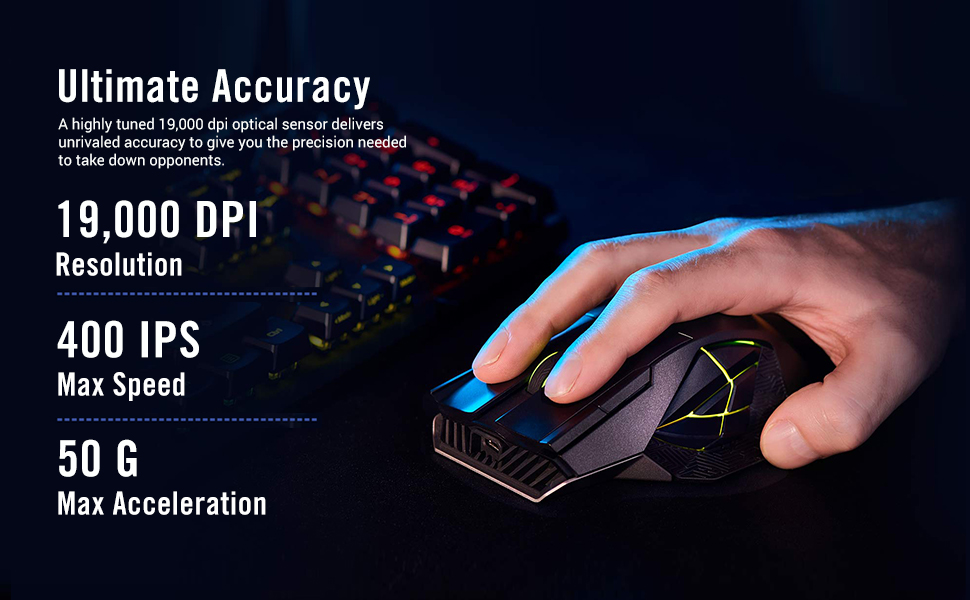 Ultimate Accuracy
A highly tuned 19,000 dpi optical sensor delivers
unrivaled accuracy to give you the precision needed
to take down opponents.
19,000 DPI
Resolution
400 IPS
Max Speed
50 G
Max Acceleration